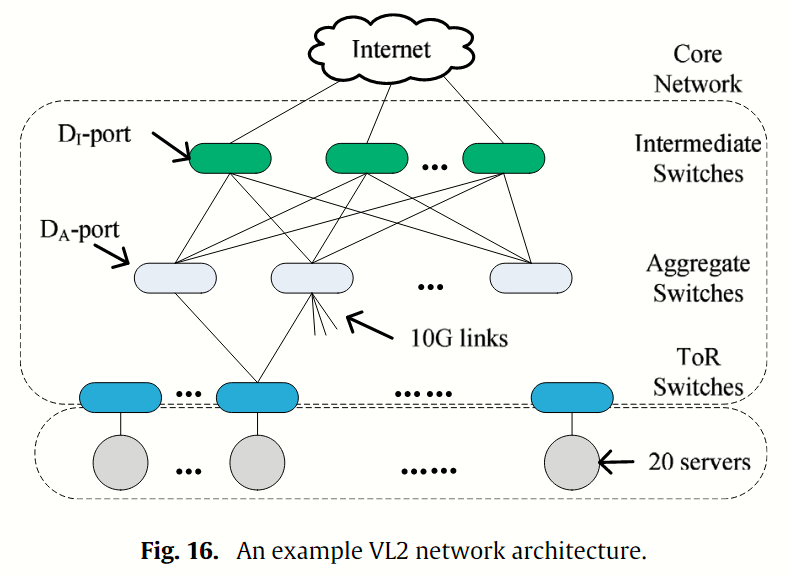 Internet
Core
Network
D_I-port
Intermediate
Switches
D_A-port
Aggregate
Switches
10G links
ToR
Switches
20 servers
Fig. 16. An example VL2 network architecture.